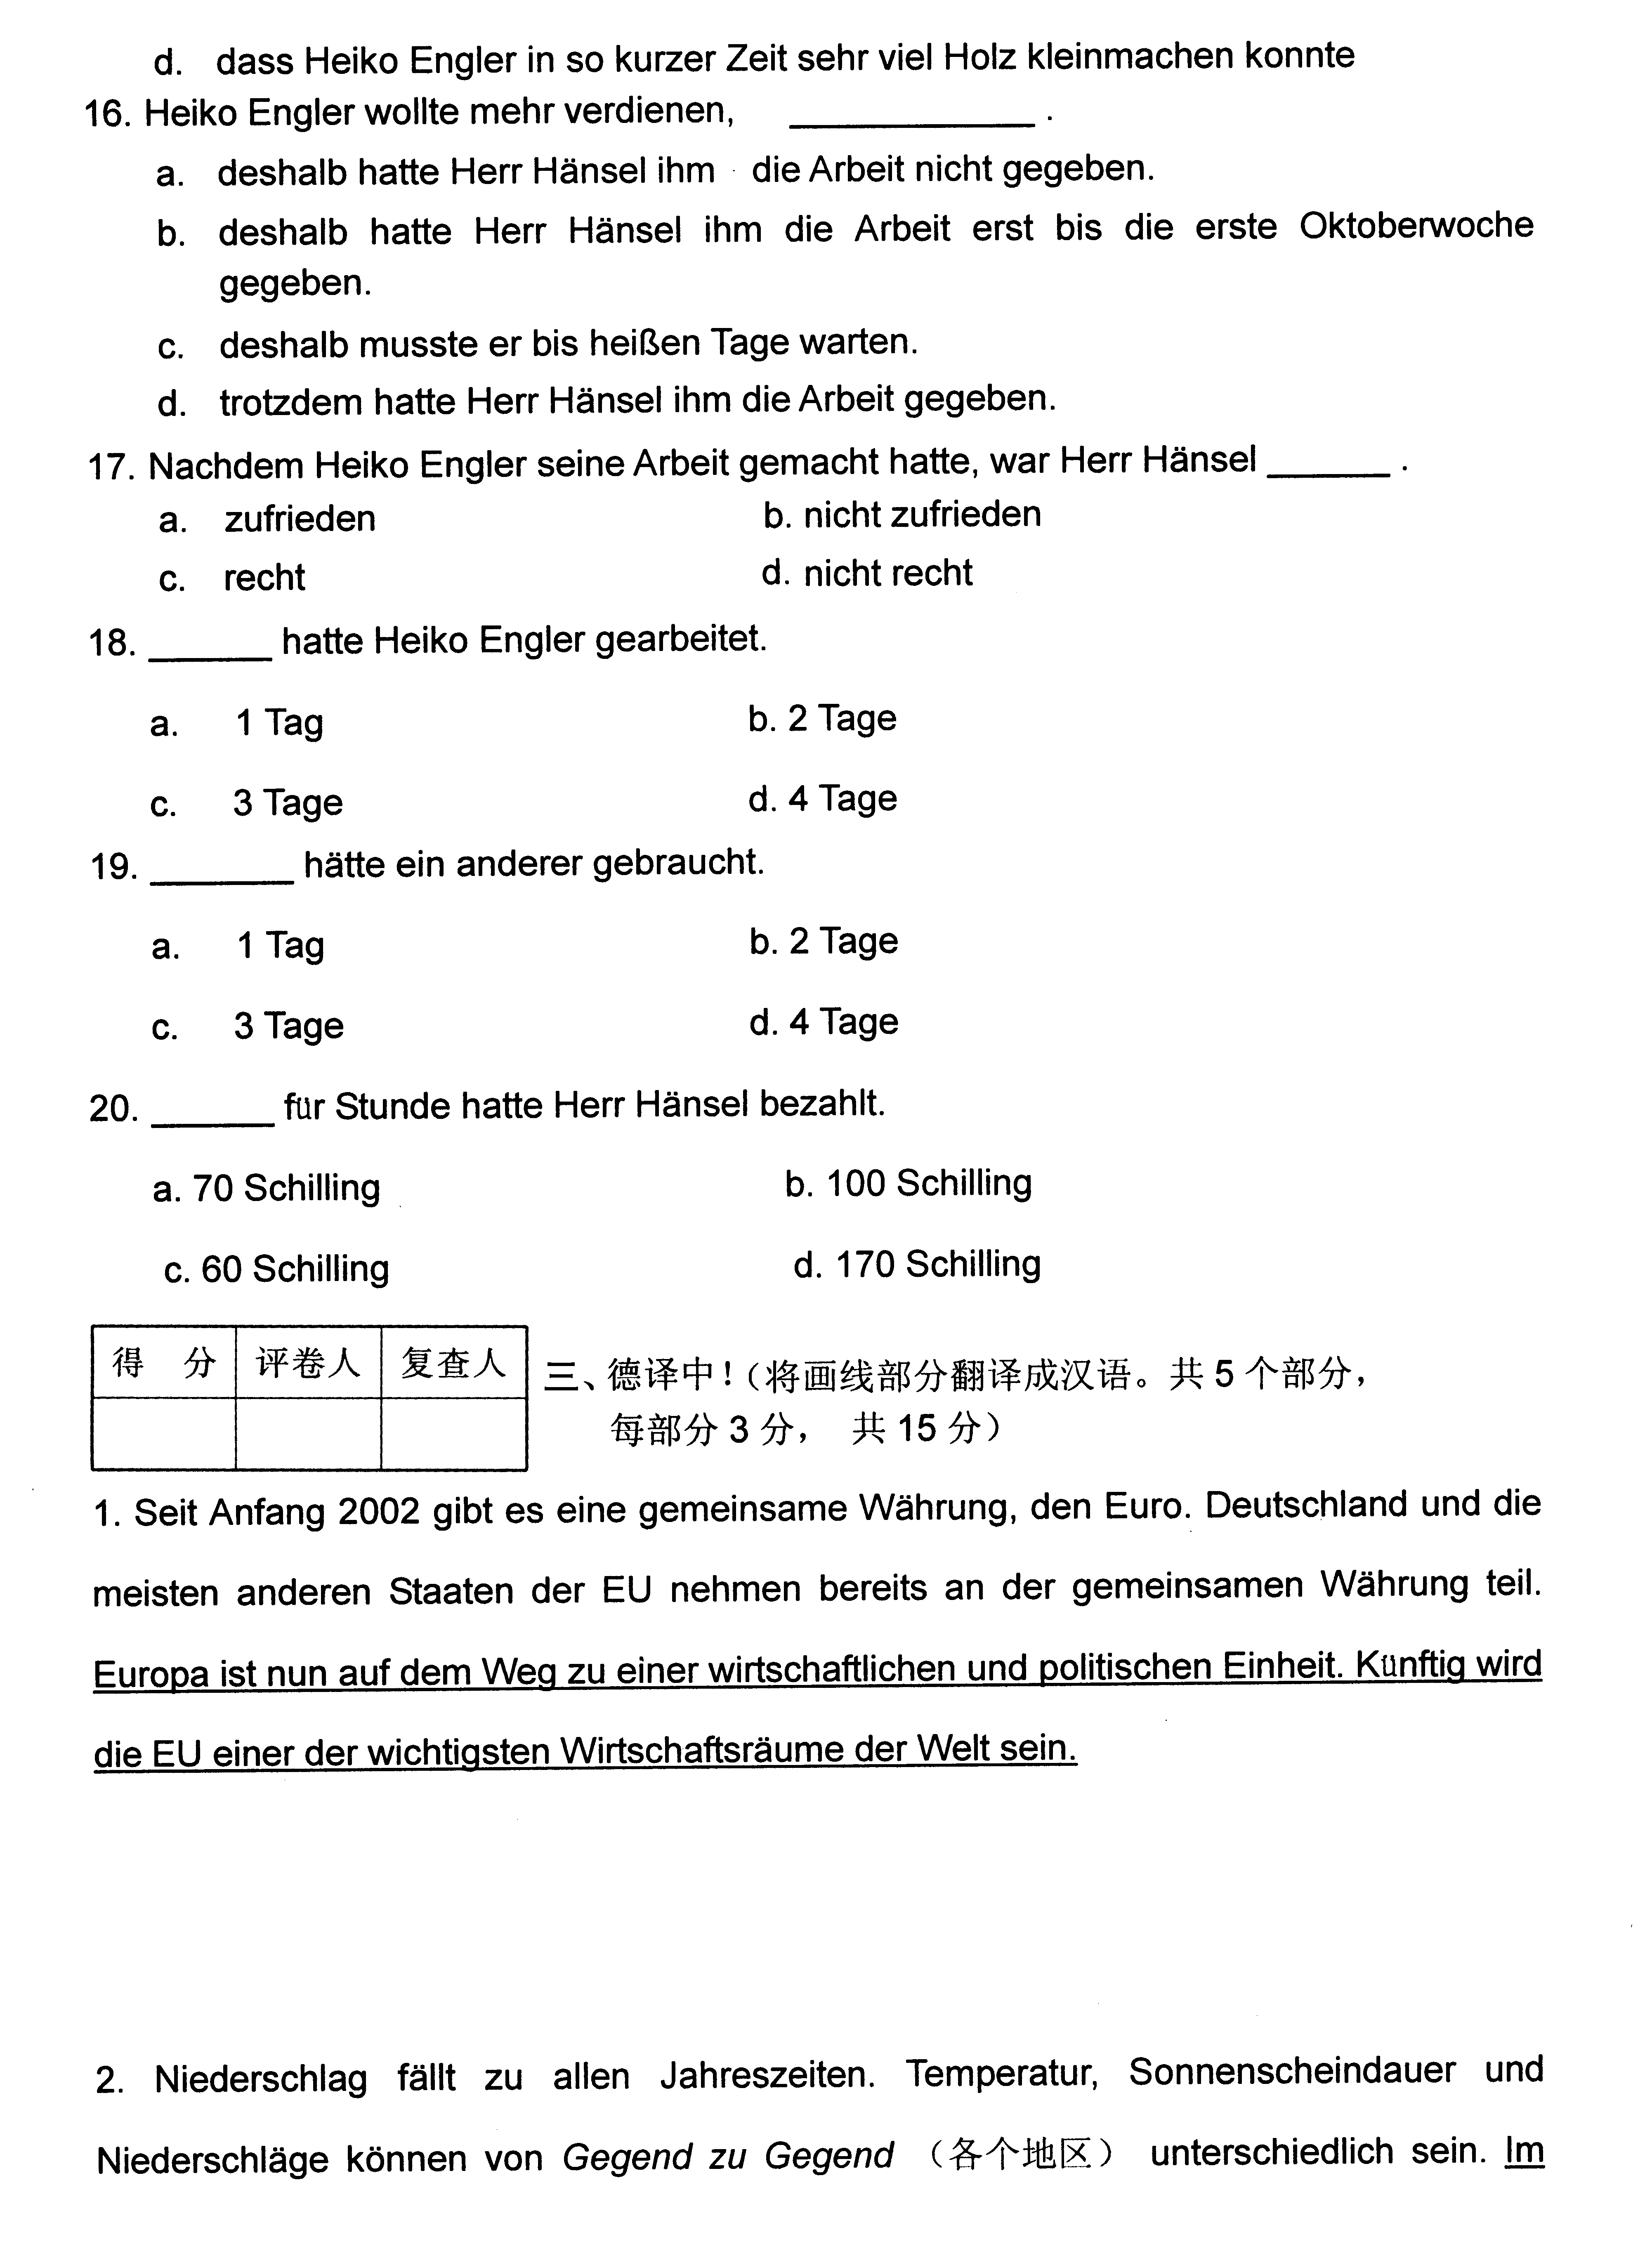 d. dass Heiko Engler in so kurzer Zeit sehr viel Holz kleinmachen konnte
16. Heiko Engler wollte mehr verdienen, ___________ .
a. deshalb hatte Herr Hänsel ihm die Arbeit nicht gegeben.
b. deshalb hatte Herr Hänsel ihm die Arbeit erst bis die erste Oktoberwoche
gegeben.
c. deshalb musste er bis heißen Tage warten.
d. trotzdem hatte Herr Hänsel ihm die Arbeit gegeben.
17. Nachdem Heiko Engler seine Arbeit gemacht hatte, war Herr Hänsel ______ .
a. zufrieden b. nicht zufrieden
c. recht d. nicht recht
18. ______ hatte Heiko Engler gearbeitet.
a. 1 Tag b. 2 Tage
c. 3 Tage d. 4 Tage
19. _______ hätte ein anderer gebraucht.
a. 1 Tag b. 2 Tage
c. 3 Tage d. 4 Tage
20. ______ für Stunde hatte Herr Hänsel bezahlt.
a. 70 Schilling b. 100 Schilling
c. 60 Schilling d. 170 Schilling
得 分 评卷人 复查人
三、德译中！（将画线部分翻译成汉语。共 5 个部分，
每部分 3 分， 共 15 分）
1. Seit Anfang 2002 gibt es eine gemeinsame Währung, den Euro. Deutschland und die
meisten anderen Staaten der EU nehmen bereits an der gemeinsamen Währung teil.
Europa ist nun auf dem Weg zu einer wirtschaftlichen und politischen Einheit. Künftig wird
die EU einer der wichtigsten Wirtschaftsräume der Welt sein.
2. Niederschlag fällt zu allen Jahreszeiten. Temperatur, Sonnenscheindauer und
Niederschläge können von Gegend zu Gegend （各个地区） unterschiedlich sein. Im